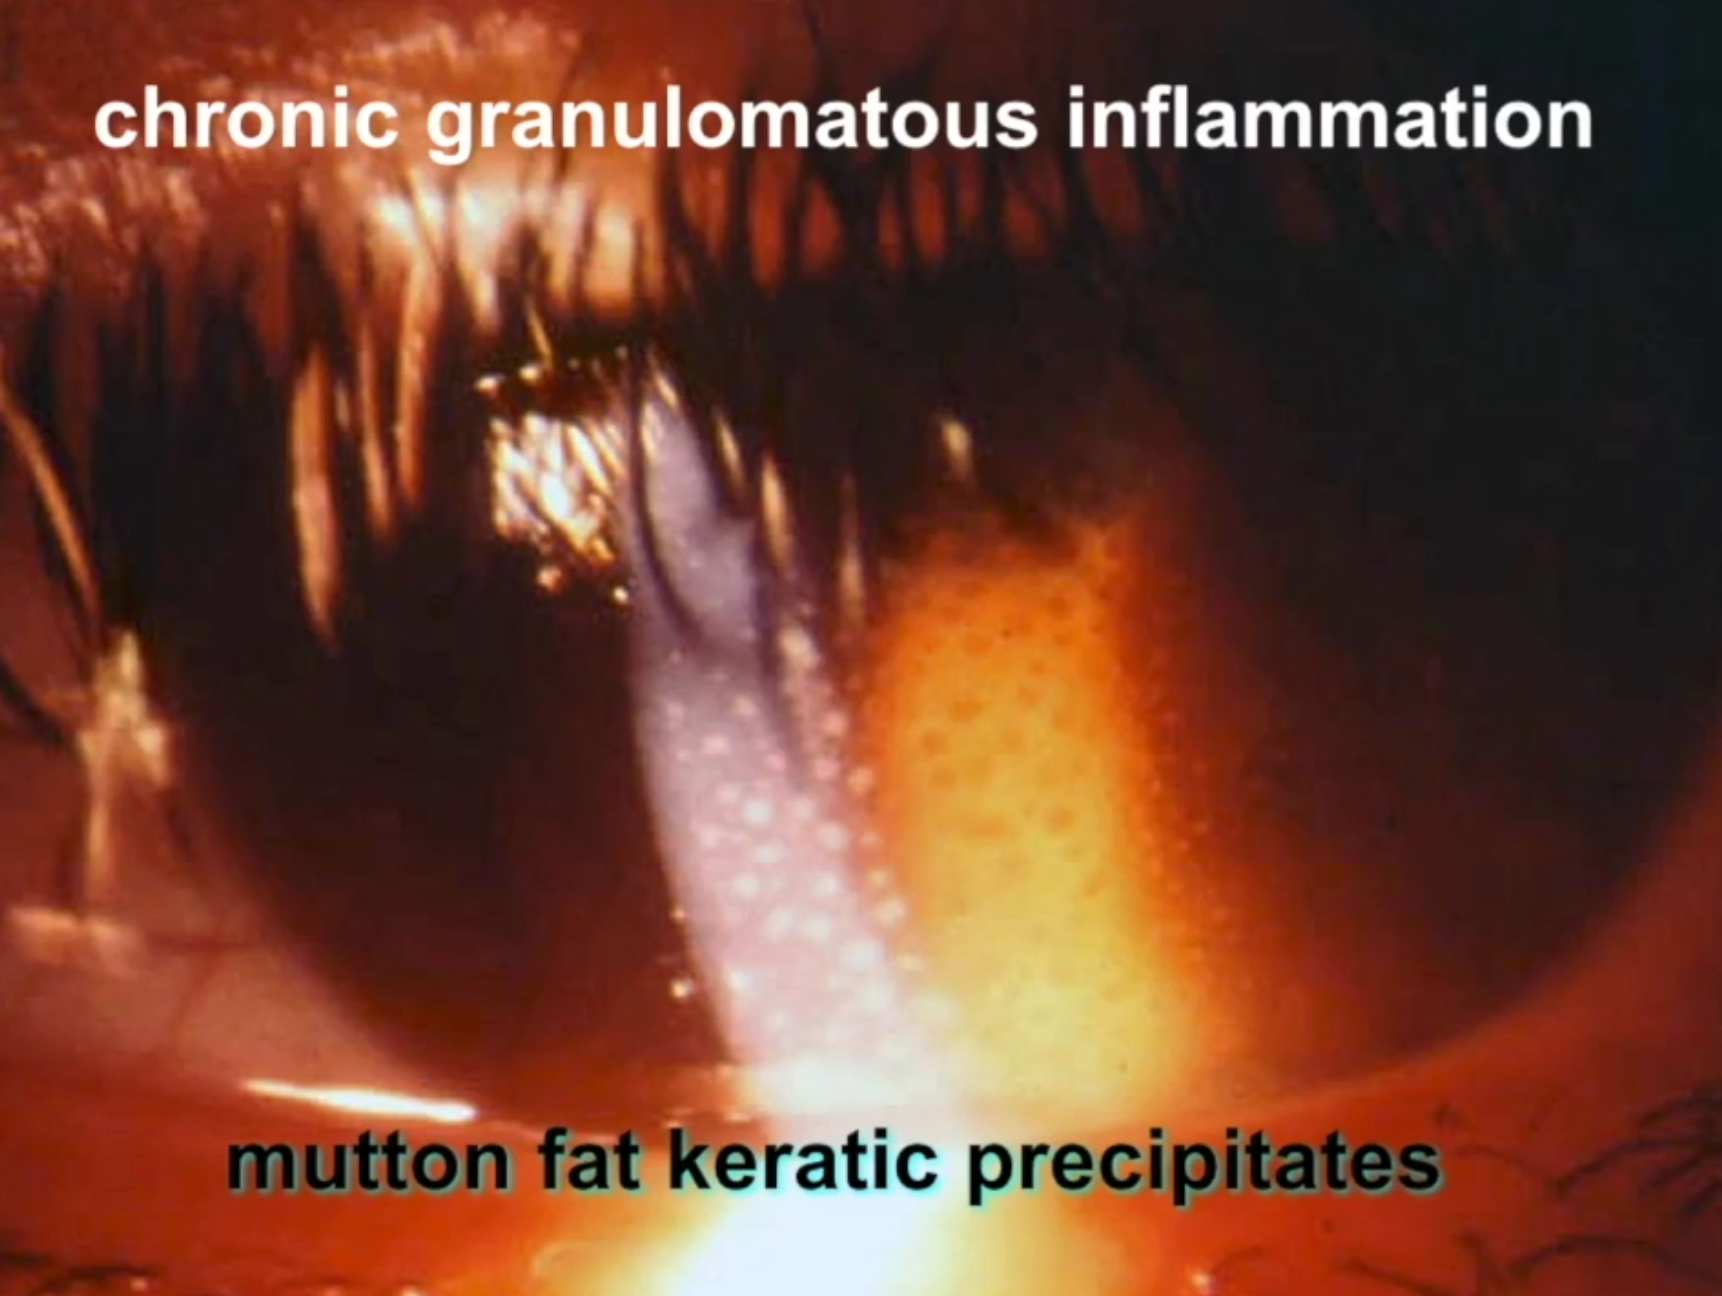 chronic granulomatous inflammation
mutton fat keratic precipitates